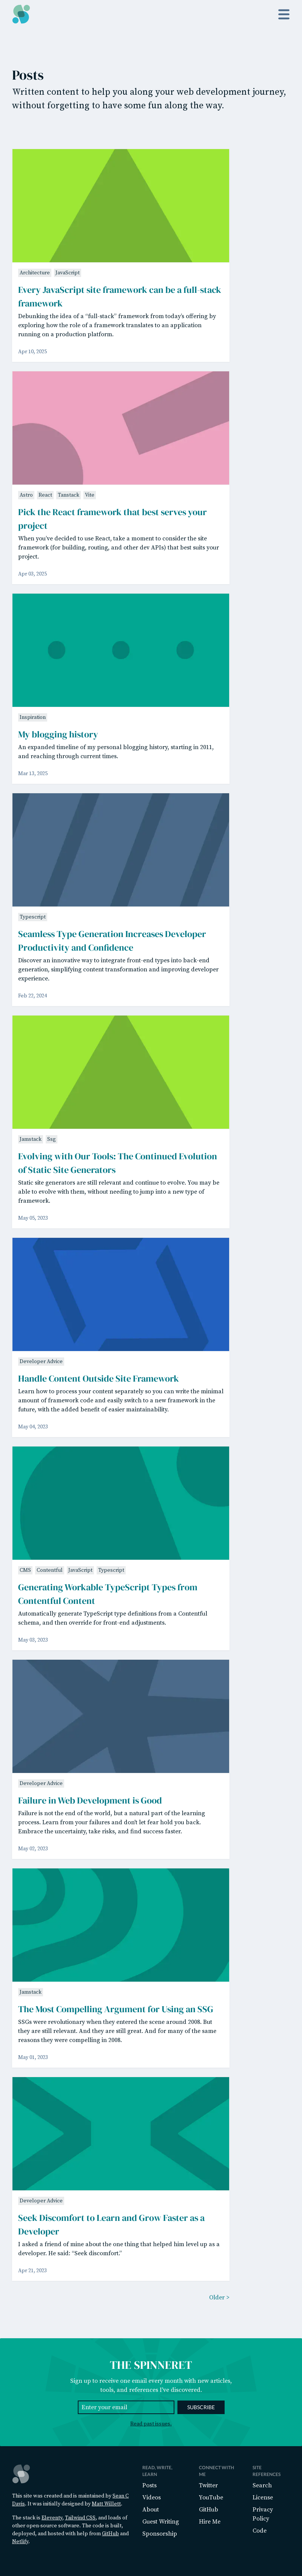 Posts
Written content to help you along your web development journey,
without forgetting to have some fun along the way.
Architecture JavaScript
Every JavaScript site framework can be a full-stack
framework
Debunking the idea of a "full-stack" framework from today's offering by
exploring how the role of a framework translates to an application
running on a production platform.
Apr 10, 2025
Astro React Tanstack Vite
Pick the React framework that best serves your
project
When you've decided to use React, take a moment to consider the site
framework (for building, routing, and other dev APIs) that best suits your
project.
Apr 03, 2025
Inspiration
My blogging history
An expanded timeline of my personal blogging history, starting in 2011,
and reaching through current times.
Mar 13, 2025
Typescript
Seamless Type Generation Increases Developer
Productivity and Confidence
Discover an innovative way to integrate front-end types into back-end
generation, simplifying content transformation and improving developer
experience.
Feb 22, 2024
Jamstack Ssg
Evolving with Our Tools: The Continued Evolution
of Static Site Generators
Static site generators are still relevant and continue to evolve. You may be
able to evolve with them, without needing to jump into a new type of
framework.
May 05, 2023
Developer Advice
Handle Content Outside Site Framework
Learn how to process your content separately so you can write the minimal
amount of framework code and easily switch to a new framework in the
future, with the added benefit of easier maintainability.
May 04, 2023
CMS Contentful JavaScript Typescript
Generating Workable TypeScript Types from
Contentful Content
Automatically generate TypeScript type definitions from a Contentful
schema, and then override for front-end adjustments.
May 03, 2023
Developer Advice
Failure in Web Development is Good
Failure is not the end of the world, but a natural part of the learning
process. Learn from your failures and don't let fear hold you back.
Embrace the uncertainty, take risks, and find success faster.
May 02, 2023
Jamstack
The Most Compelling Argument for Using an SSG
SSGs were revolutionary when they entered the scene around 2008. But
they are still relevant. And they are still great. And for many of the same
reasons they were so compelling in 2008.
May 01, 2023
Developer Advice
Seek Discomfort to Learn and Grow Faster as a
Developer
I asked a friend of mine about the one thing that helped him level up as a
developer. He said: "Seek discomfort."
Apr 21, 2023
Older >
THE SPINNERET
Sign up to receive one email every month with new articles,
tools, and references I've discovered.
Enter your email SUBSCRIBE
Read past issues.
This site was created and is maintained by Sean C
Davis. It was initially designed by Matt Willett.
The stack is Eleventy, Tailwind CSS, and loads of
other open source software. The code is built,
deployed, and hosted with help from GitHub and
Netlify.
READ, WRITE,
LEARN
Posts
Videos
About
Guest Writing
Sponsorship
CONNECT WITH
ME
Twitter
YouTube
GitHub
Hire Me
SITE
REFERENCES
Search
License
Privacy
Policy
Code